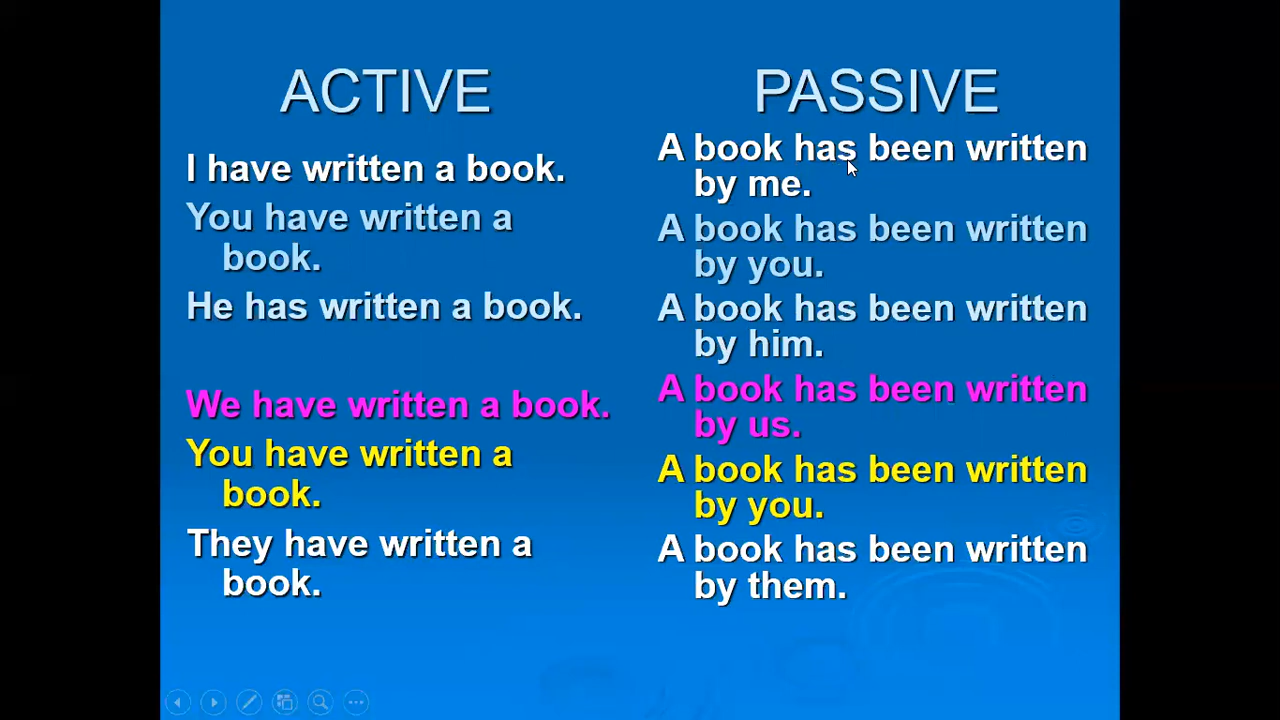 ACTIVE
I have written a book.
You have written a
book.
He has written a book.
We have written a book.
You have written a
book.
They have written a
book.
PASSIVE
A book has been written
by me.
A book has been written
by you.
A book has been written
by him.
A book has been written
by us.
A book has been written
by you.
A book has been written
by them.